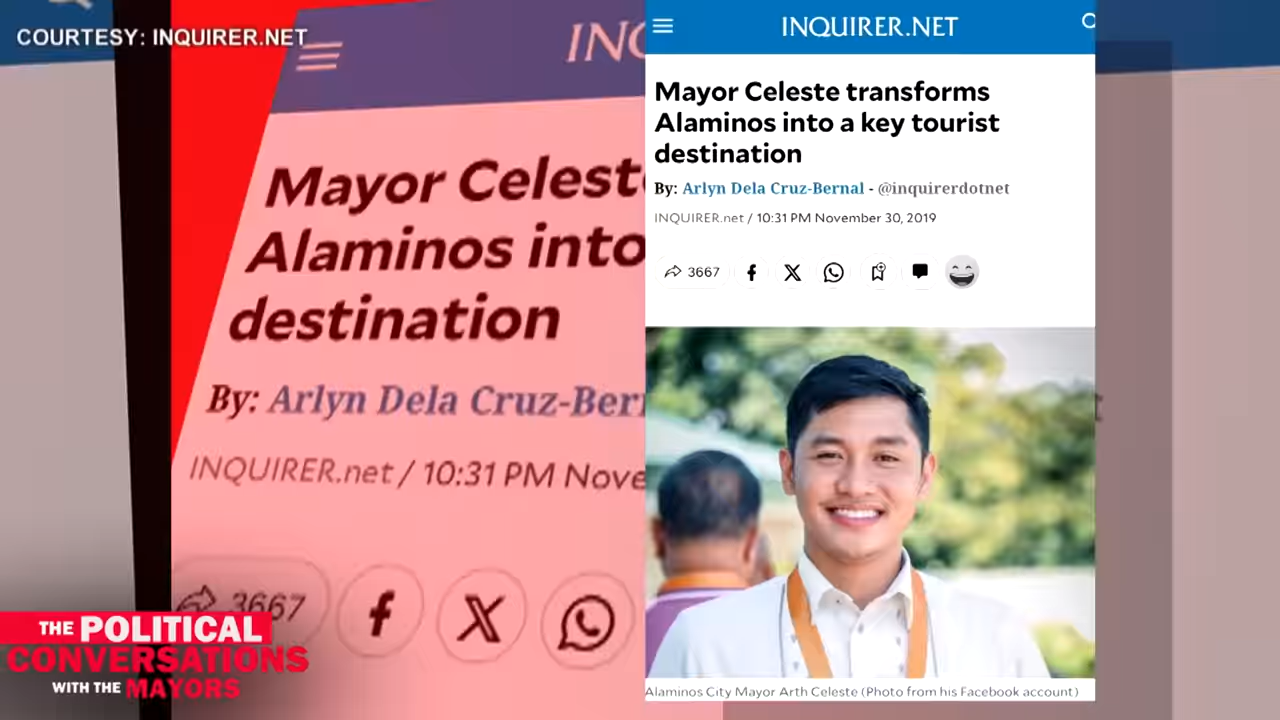 COURTESY: INQUIRER.NET
INQUIRER.NET
Mayor Celeste transforms
Alaminos into a key tourist
destination
By: Arlyn Dela Cruz-Bernal - @inquirerdotnet
INQUIRER.net / 10:31 PM November 30, 2019
3667
Alaminos City Mayor Arth Celeste (Photo from his Facebook account)
INQ
Mayor Celest
Alaminos into
destination
By: Arlyn Dela Cruz-Ber
INQUIRER.net / 10:31 PM Nove
3667
THE POLITICAL
CONVERSATIONS
WITH THE MAYORS